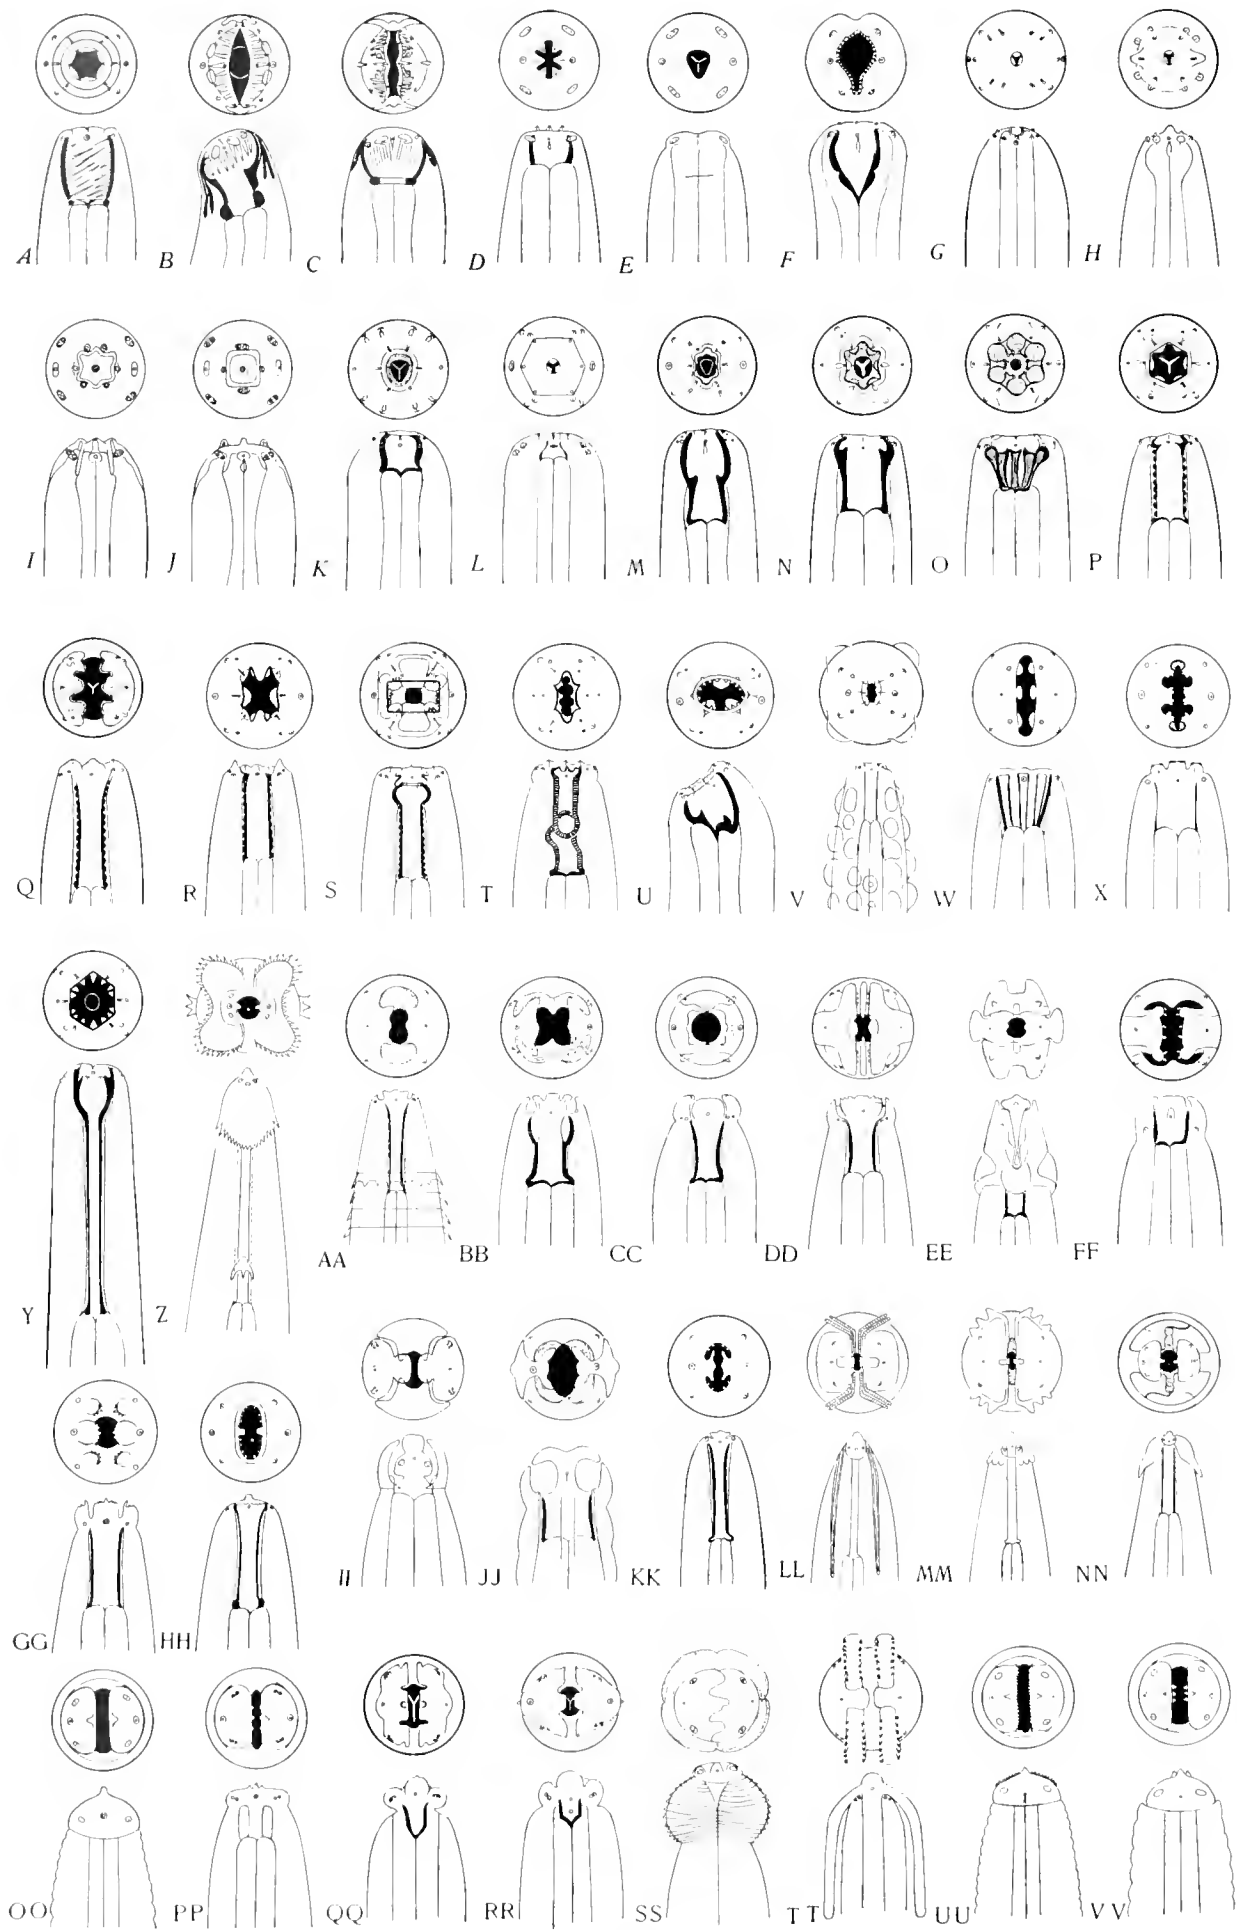 A B C D E F G H
I J K L M N O P
Q R S T U V W X
Y Z AA BB CC DD EE FF
GG HH II JJ KK LL MM NN
OO PP QQ RR SS TT UU VV